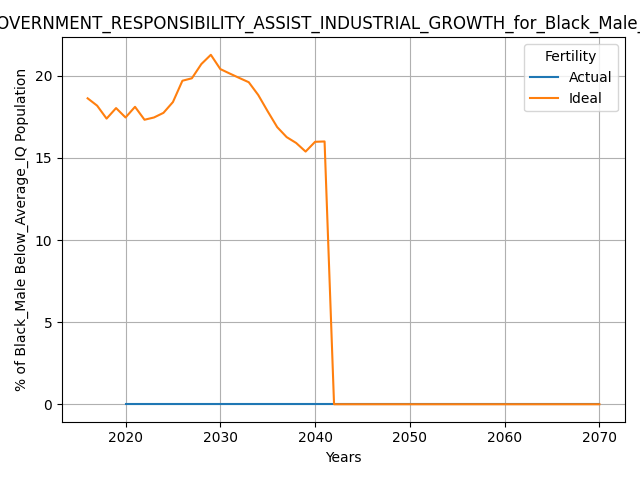 OVERNMENT_RESPONSIBILITY_ASSIST_INDUSTRIAL_GROWTH_for_Black_Male_
% of Black_Male Below_Average_IQ Population
Fertility
Actual
Ideal
20
15
10
5
0
2020 2030 2040 2050 2060 2070
Years